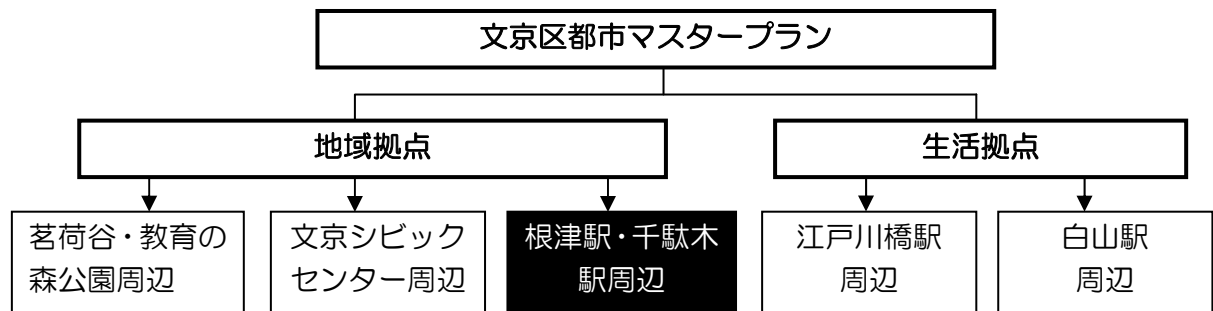 文京区都市マスタープラン
地域拠点
生活拠点
茗荷谷・教育の
森公園周辺
文京シビック
センター周辺
根津駅・千駄木
駅周辺
江戸川橋駅
周辺
白山駅
周辺